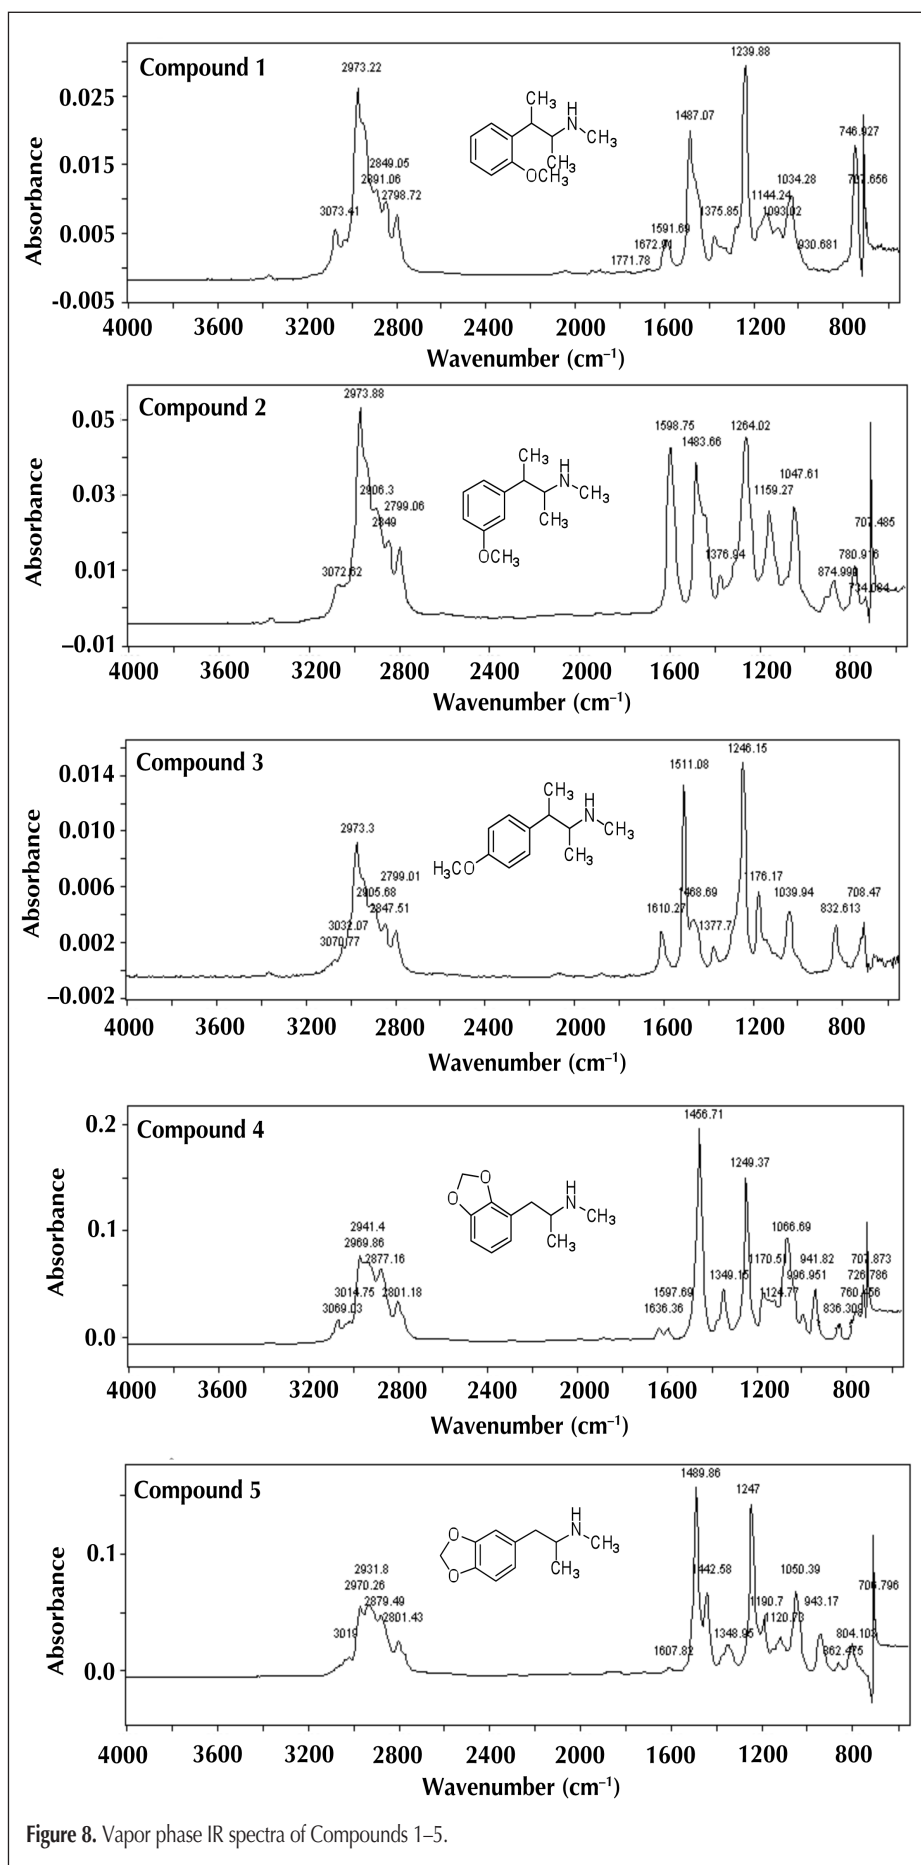 Compound 1
2973.22
1239.88
1487.07
746.927
2849.05
2891.06
2798.72
3073.41
707.656
1034.28
1144.24
1375.85
1093.02
1591.69
1672.91
1771.78
930.681
CH₃
H
N
CH₃
CH₃
OCH₃
Absorbance
0.025
0.015
0.005
-0.005
4000 3600 3200 2800 2400 2000 1600 1200 800
Wavenumber (cm⁻¹)
Compound 2
2973.88
1598.75
1264.02
1483.66
1047.61
1159.27
2906.3
2799.06
2849
707.485
1376.94
780.916
3072.62
734.084
CH₃
H
N
CH₃
CH₃
OCH₃
Absorbance
0.05
0.03
0.01
−0.01
4000 3600 3200 2800 2400 2000 1600 1200 800
Wavenumber (cm⁻¹)
Compound 3
1246.15
1511.08
2973.3
2799.01
2905.68
2847.51
3032.07
3070.77
1468.69
1610.27
1377.7
1176.17
1039.94
832.613
708.47
CH₃
H
N
CH₃
CH₃
H₃CO
Absorbance
0.014
0.010
0.006
0.002
−0.002
4000 3600 3200 2800 2400 2000 1600 1200 800
Wavenumber (cm⁻¹)
Compound 4
1456.71
1249.37
2941.4
2969.86
2877.16
3014.75
2801.18
3069.03
1066.69
1170.51
941.82
707.873
1349.15
996.951
726.786
1597.69
1124.77
760.456
1636.36
836.309
O
O
H
N
CH₃
CH₃
Absorbance
0.2
0.1
0.0
4000 3600 3200 2800 2400 2000 1600 1200 800
Wavenumber (cm⁻¹)
Compound 5
1489.86
1247
2931.8
2970.26
2879.49
2801.43
3019
1442.58
1050.39
706.796
1190.7
943.17
1120.73
1348.95
804.103
1607.82
862.475
O
O
H
N
CH₃
CH₃
Absorbance
0.1
0.0
4000 3600 3200 2800 2400 2000 1600 1200 800
Wavenumber (cm⁻¹)
Figure 8. Vapor phase IR spectra of Compounds 1–5.